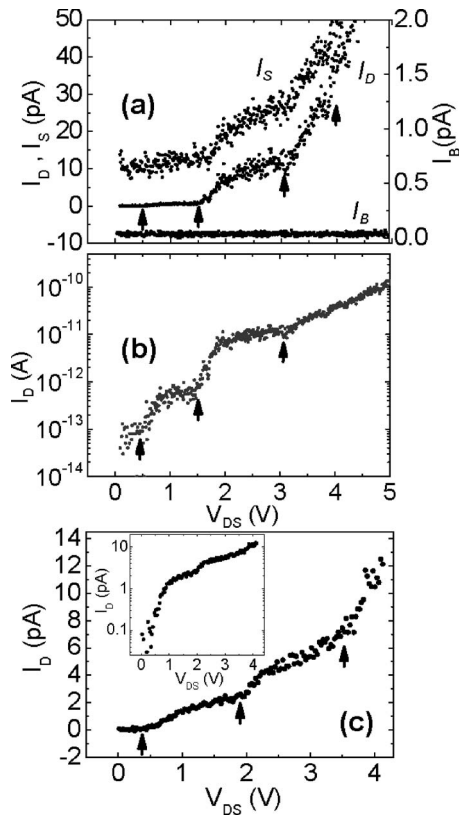 50
40
30
20
10
0
-10
I_D , I_S (pA)
(a)
I_S
I_D
I_B
2.0
1.5
1.0
0.5
0.0
I_B(pA)
10^-10
10^-11
10^-12
10^-13
10^-14
I_D (A)
(b)
0 1 2 3 4 5
V_DS (V)
14
12
10
8
6
4
2
0
-2
I_D (pA)
10
1
0.1
I_D (pA)
0 1 2 3 4
V_DS (V)
(c)
0 1 2 3 4
V_DS (V)